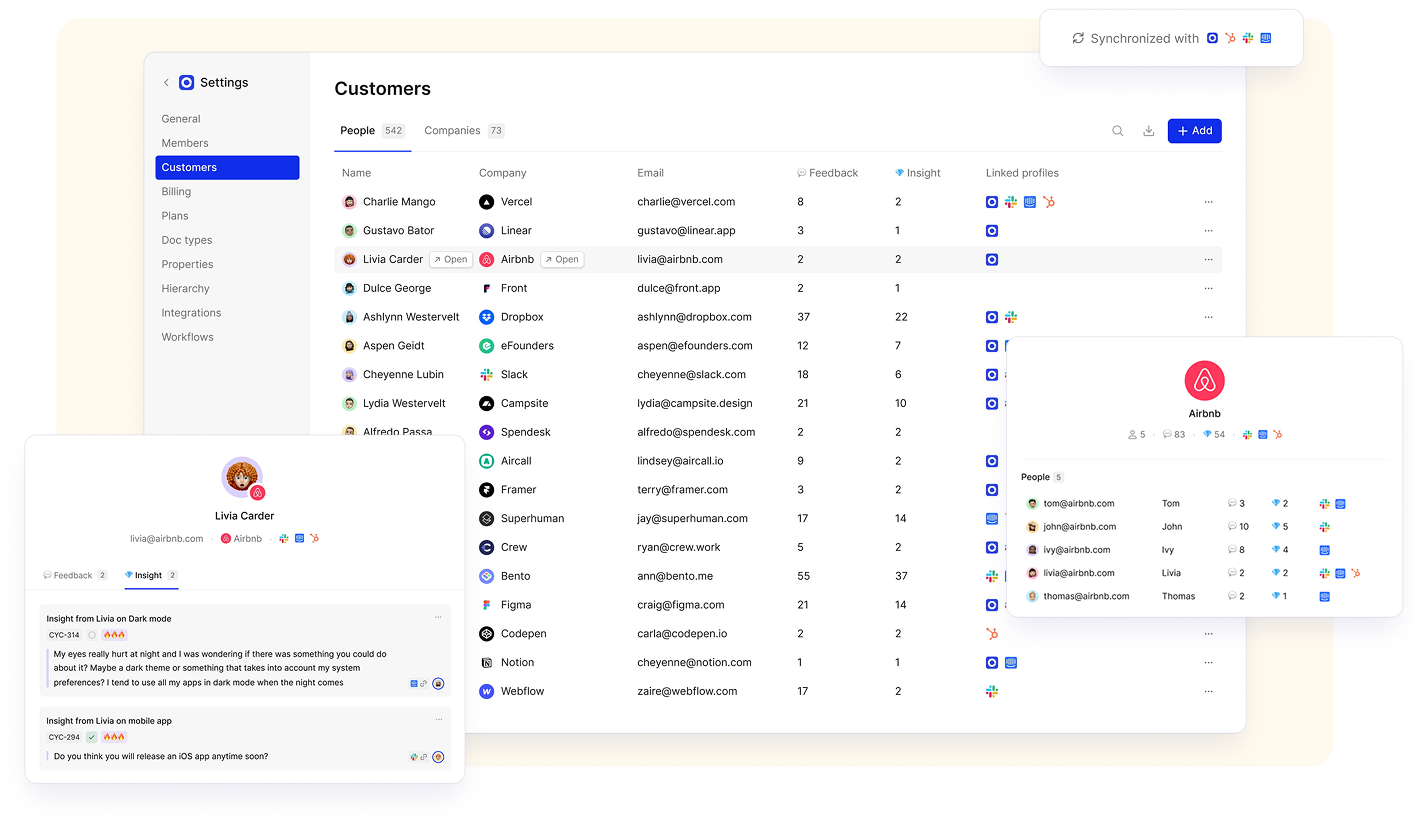 Synchronized with
Settings
General
Members
Customers
Billing
Plans
Doc types
Properties
Hierarchy
Integrations
Workflows
Customers
People 542 Companies 73
+ Add
Name Company Email Feedback Insight Linked profiles
Charlie Mango Vercel charlie@vercel.com 8 2
Gustavo Bator Linear gustavo@linear.app 3 1
Livia Carder Open Airbnb Open livia@airbnb.com 2 2
Dulce George Front dulce@front.app 2 1
Ashlynn Westervelt Dropbox ashlynn@dropbox.com 37 22
Aspen Geidt eFounders aspen@efounders.com 12 7
Cheyenne Lubin Slack cheyenne@slack.com 18 6
Lydia Westervelt Campsite lydia@campsite.design 21 10
Alfredo Passa Spendesk alfredo@spendesk.com 2 2
Aircall lindsey@aircall.io 9 2
Framer terry@framer.com 3 2
Superhuman jay@superhuman.com 17 14
Crew ryan@crew.work 5 2
Bento ann@bento.me 55 37
Figma craig@figma.com 21 14
Codepen carla@codepen.io 2 2
Notion cheyenne@notion.com 1 1
Webflow zaire@webflow.com 17 2
Airbnb
5 · 83 · 54 ·
People 5
tom@airbnb.com Tom 3 2
john@airbnb.com John 10 5
ivy@airbnb.com Ivy 8 4
livia@airbnb.com Livia 2 2
thomas@airbnb.com Thomas 2 1
Livia Carder
livia@airbnb.com · Airbnb ·
Feedback 2 Insight 2
Insight from Livia on Dark mode
CYC-314
My eyes really hurt at night and I was wondering if there was something you could do
about it? Maybe a dark theme or something that takes into account my system
preferences? I tend to use all my apps in dark mode when the night comes
Insight from Livia on mobile app
CYC-294
Do you think you will release an iOS app anytime soon?